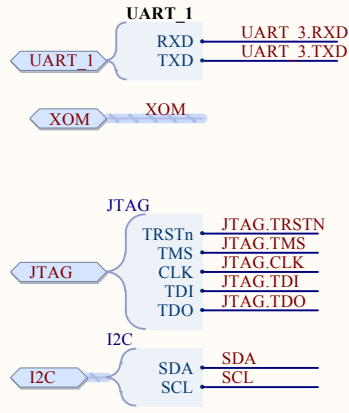 UART_1
RXD UART_3.RXD
UART_1 TXD UART_3.TXD
XOM XOM
JTAG
TRSTn JTAG.TRSTN
TMS JTAG.TMS
JTAG CLK JTAG.CLK
TDI JTAG.TDI
TDO JTAG.TDO
I2C
SDA SDA
I2C SCL SCL